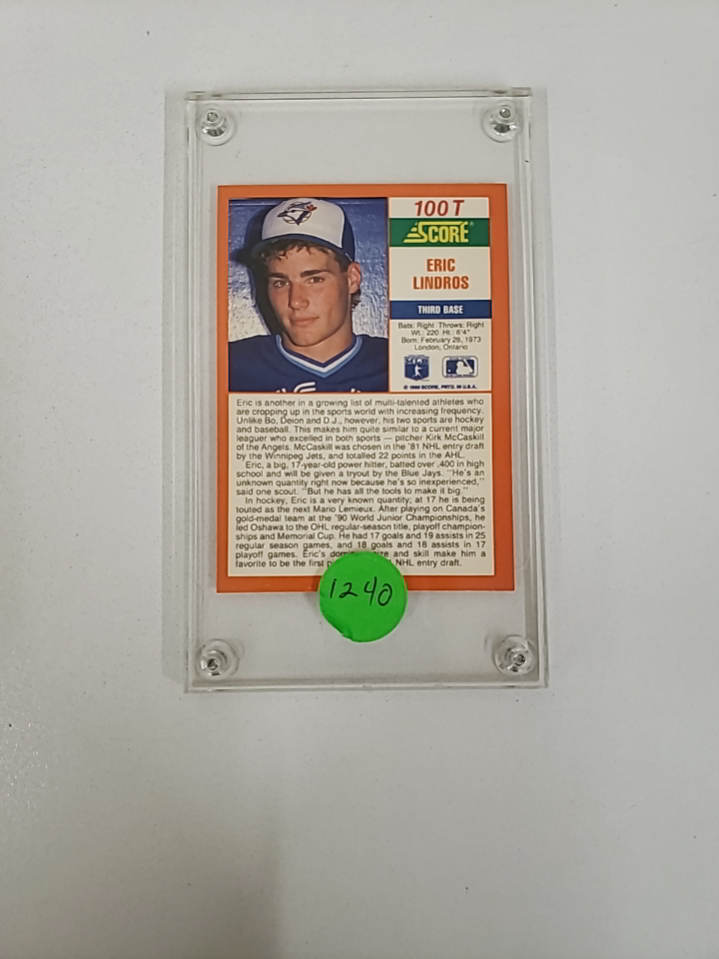 100T
SCORE
ERIC
LINDROS
THIRD BASE
Bats: Right Throws: Right
Wt.: 220 Ht.: 6'4"
Born: February 28, 1973
London, Ontario
SCORE, PRTD. IN U.S.A.
Eric is another in a growing list of multi-talented athletes who
are cropping up in the sports world with increasing frequency.
Unlike Bo, Deion and D.J., however, his two sports are hockey
and baseball. This makes him quite similar to a current major
leaguer who excelled in both sports — pitcher Kirk McCaskill
of the Angels. McCaskill was chosen in the '81 NHL entry draft
by the Winnipeg Jets, and totalled 22 points in the AHL.
Eric, a big, 17-year-old power hitter, batted over .400 in high
school and will be given a tryout by the Blue Jays. "He's an
unknown quantity right now because he's so inexperienced,"
said one scout. "But he has all the tools to make it big."
In hockey, Eric is a very known quantity; at 17 he is being
touted as the next Mario Lemieux. After playing on Canada's
gold-medal team at the '90 World Junior Championships, he
led Oshawa to the OHL regular-season title, playoff champion-
ships and Memorial Cup. He had 17 goals and 19 assists in 25
regular season games, and 18 goals and 18 assists in 17
playoff games. Eric's size and skill make him a
favorite to be the first NHL entry draft.
1240